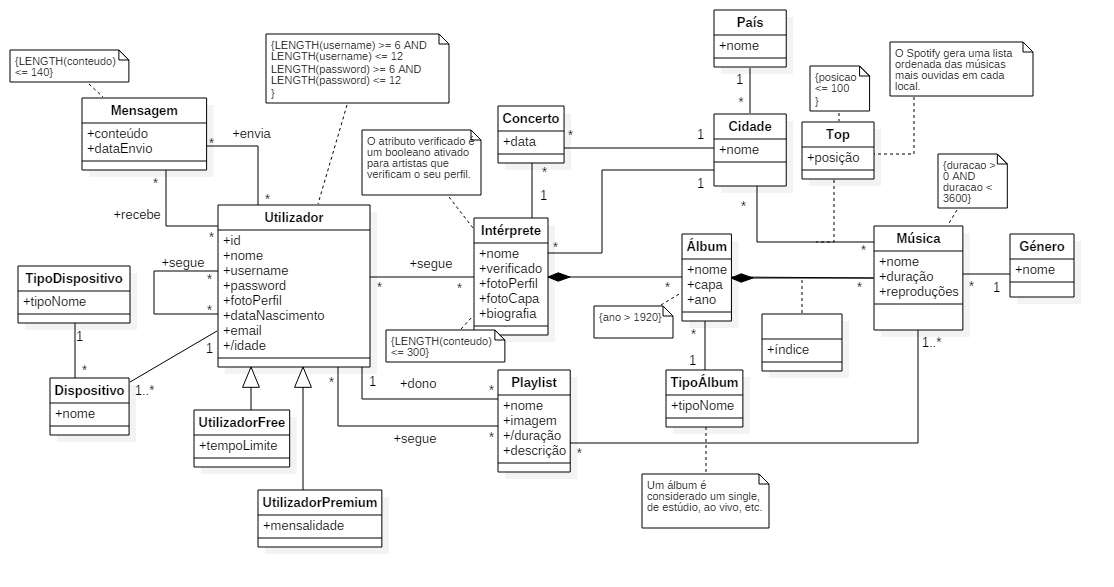 País
+nome
{LENGTH(username) >= 6 AND
LENGTH(username) <= 12
LENGTH(password) >= 6 AND
LENGTH(password) <= 12
}
O Spotify gera uma lista
ordenada das músicas
mais ouvidas em cada
local.
{LENGTH(conteudo)
<= 140}
{posicao
<= 100
}
1
*
Mensagem
+conteúdo
+dataEnvio
*
+envia
*
*
+recebe
*
O atributo verificado é
um booleano ativado
para artistas que
verificam o seu perfil.
Concerto
+data
*
1
*
1
Cidade
+nome
1
*
Top
+posição
{duracao >
0 AND
duracao <
3600}
Utilizador
+id
+nome
+username
+password
+fotoPerfil
+dataNascimento
+email
+/idade
+segue
*
*
+segue
*
*
Intérprete
+nome
+verificado
+fotoPerfil
+fotoCapa
+biografia
*
Álbum
+nome
+capa
+ano
*
*
*
Música
+nome
+duração
+reproduções
*
1
Género
+nome
TipoDispositivo
+tipoNome
1
*
Dispositivo
+nome
1..*
1
{ano > 1920}
{LENGTH(conteudo)
<= 300}
+índice
*
1
TipoÁlbum
+tipoNome
1..*
*
1
+dono
*
+segue
*
Playlist
+nome
+imagem
+/duração
+descrição
*
UtilizadorFree
+tempoLimite
UtilizadorPremium
+mensalidade
Um álbum é
considerado um single,
de estúdio, ao vivo, etc.